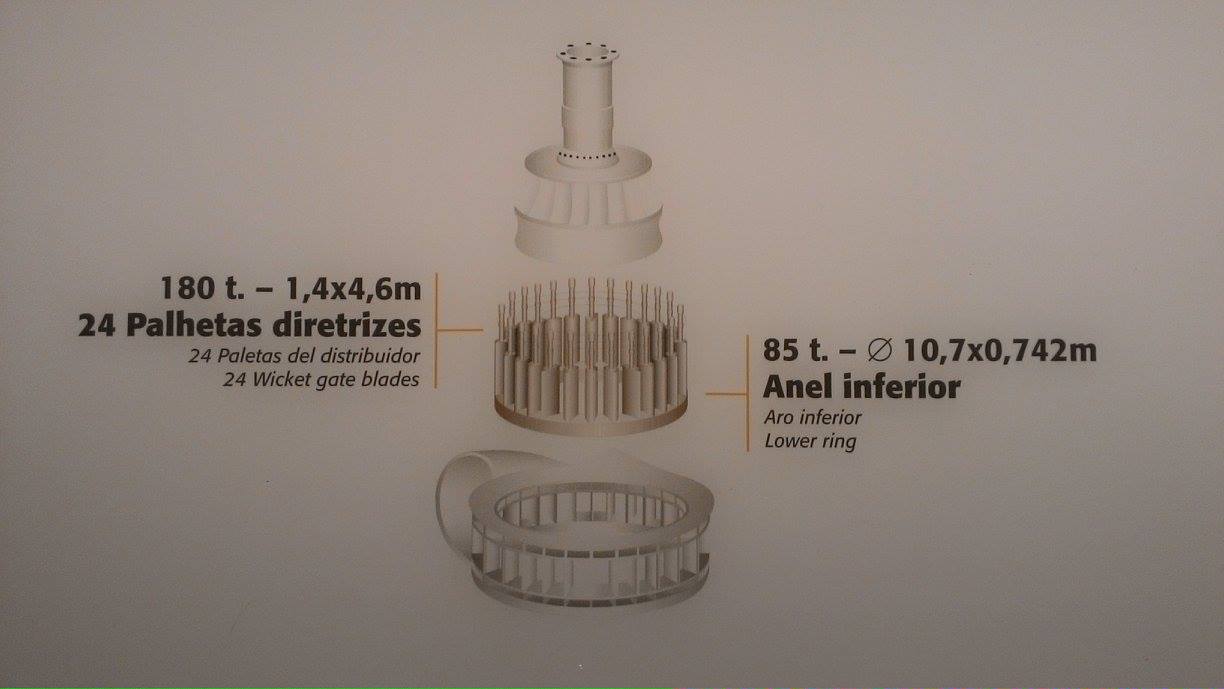 180 t. – 1,4x4,6m
24 Palhetas diretrizes
24 Paletas del distribuidor
24 Wicket gate blades
85 t. – ∅ 10,7x0,742m
Anel inferior
Aro inferior
Lower ring